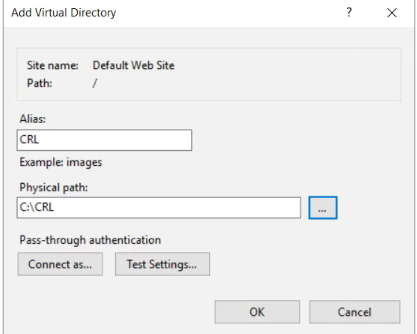 Add Virtual Directory ? ×
Site name: Default Web Site
Path: /
Alias:
CRL
Example: images
Physical path:
C:\CRL ...
Pass-through authentication
Connect as... Test Settings...
OK Cancel